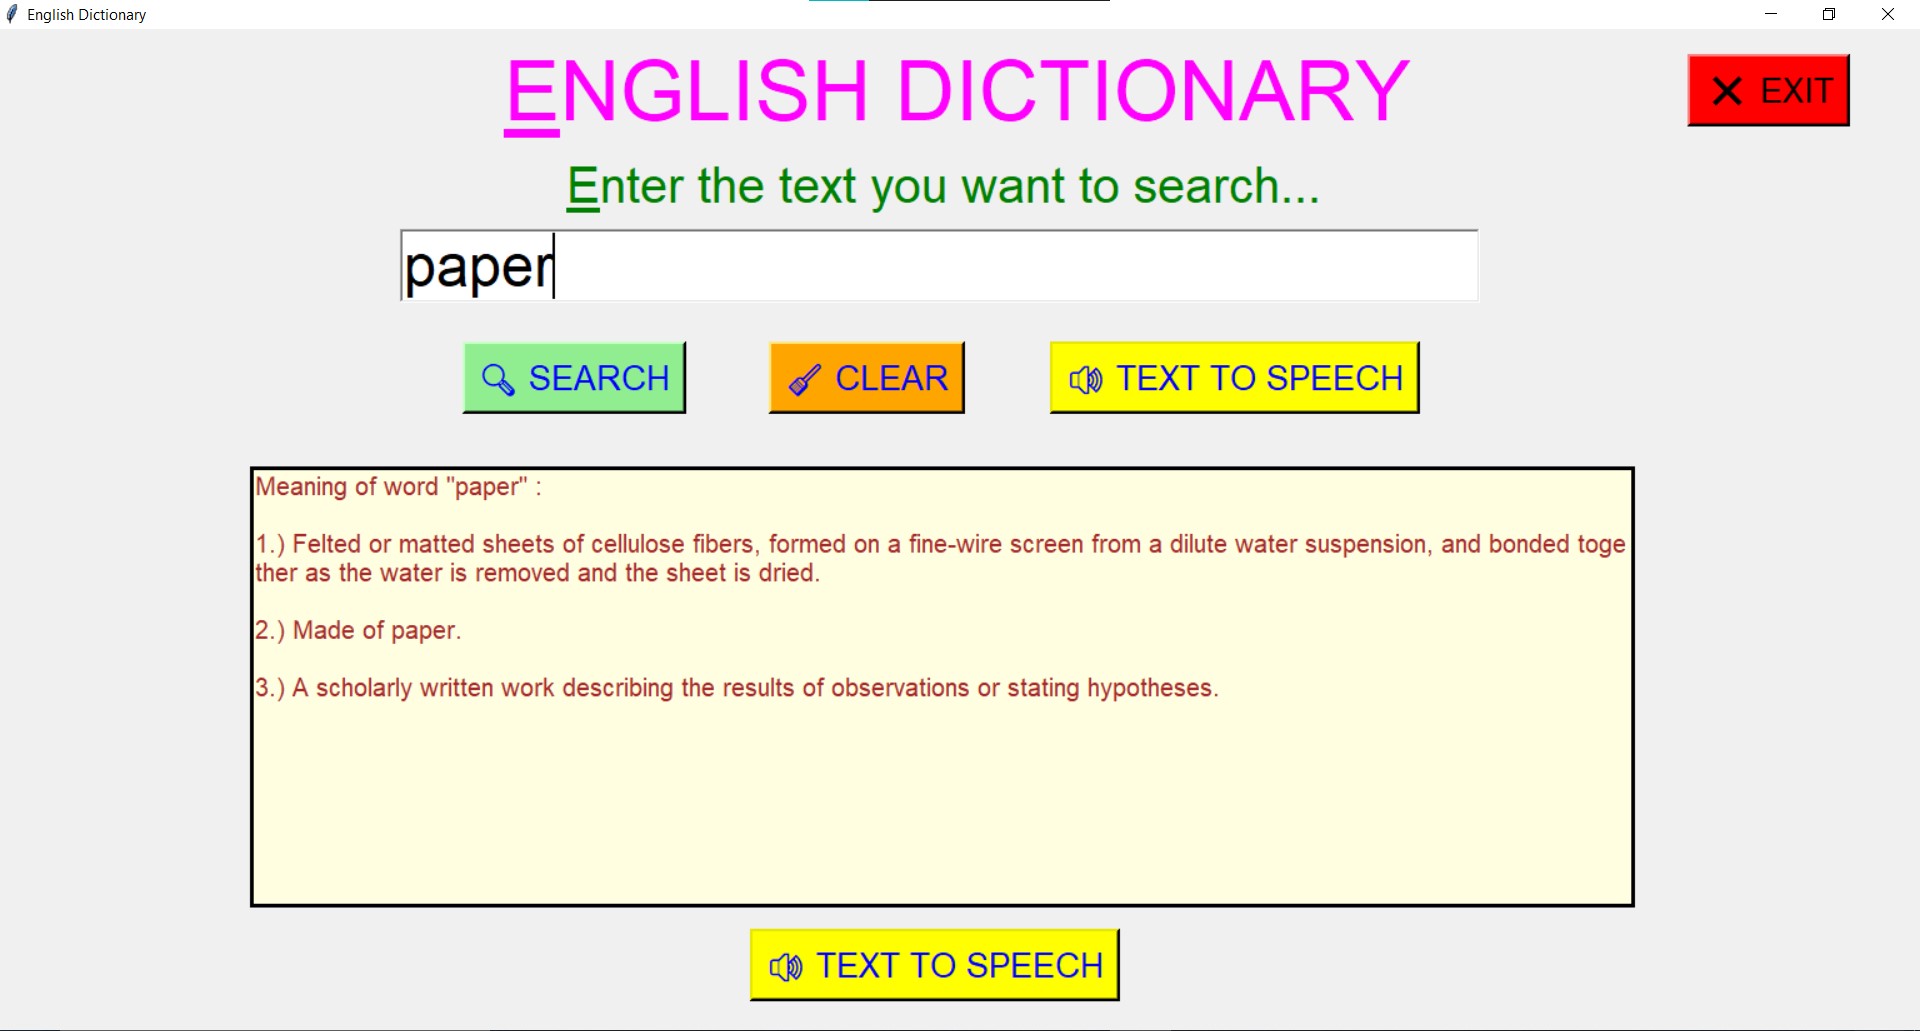 English Dictionary
ENGLISH DICTIONARY
EXIT
Enter the text you want to search...
paper
SEARCH
CLEAR
TEXT TO SPEECH
Meaning of word "paper" :
1.) Felted or matted sheets of cellulose fibers, formed on a fine-wire screen from a dilute water suspension, and bonded toge
ther as the water is removed and the sheet is dried.
2.) Made of paper.
3.) A scholarly written work describing the results of observations or stating hypotheses.
TEXT TO SPEECH